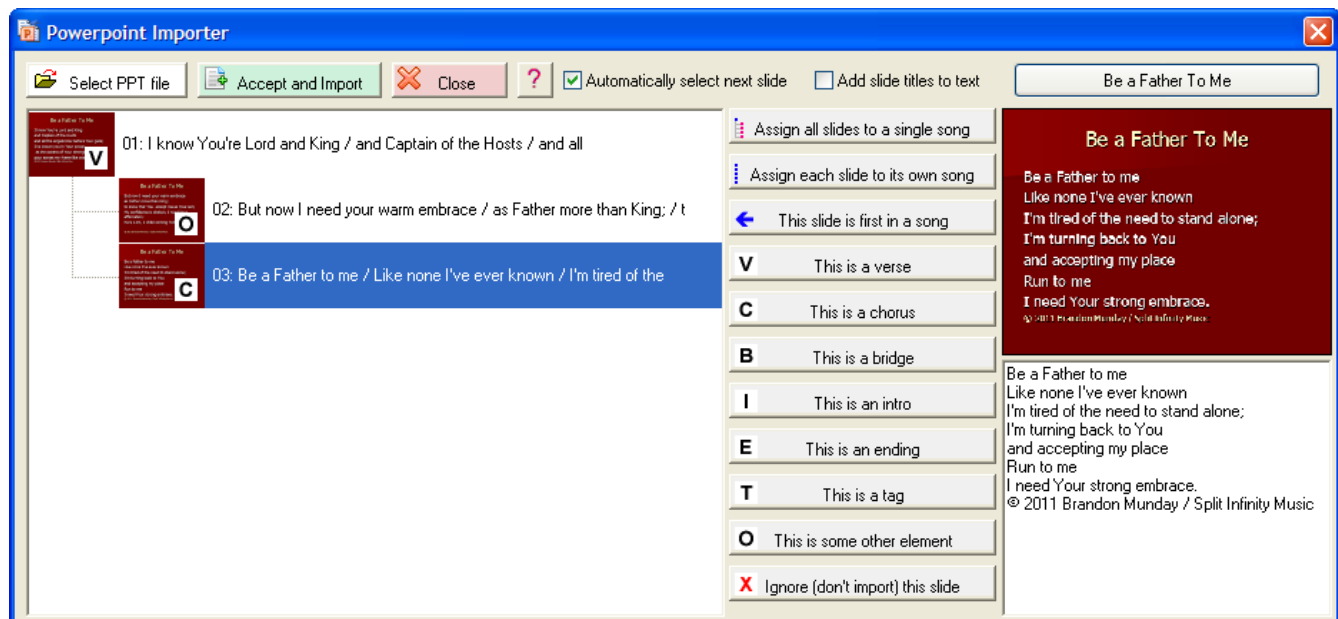 Powerpoint Importer
Select PPT file
Accept and Import
Close
?
Automatically select next slide
Add slide titles to text
Be a Father To Me
01: I know You're Lord and King / and Captain of the Hosts / and all
V
02: But now I need your warm embrace / as Father more than King; / t
O
03: Be a Father to me / Like none I've ever known / I'm tired of the
C
Assign all slides to a single song
Assign each slide to its own song
This slide is first in a song
V This is a verse
C This is a chorus
B This is a bridge
I This is an intro
E This is an ending
T This is a tag
O This is some other element
X Ignore (don't import) this slide
Be a Father To Me
Be a Father to me
Like none I've ever known
I'm tired of the need to stand alone;
I'm turning back to You
and accepting my place
Run to me
I need Your strong embrace.
© 2011 Brandon Munday / Split Infinity Music
Be a Father to me
Like none I've ever known
I'm tired of the need to stand alone;
I'm turning back to You
and accepting my place
Run to me
I need Your strong embrace.
© 2011 Brandon Munday / Split Infinity Music